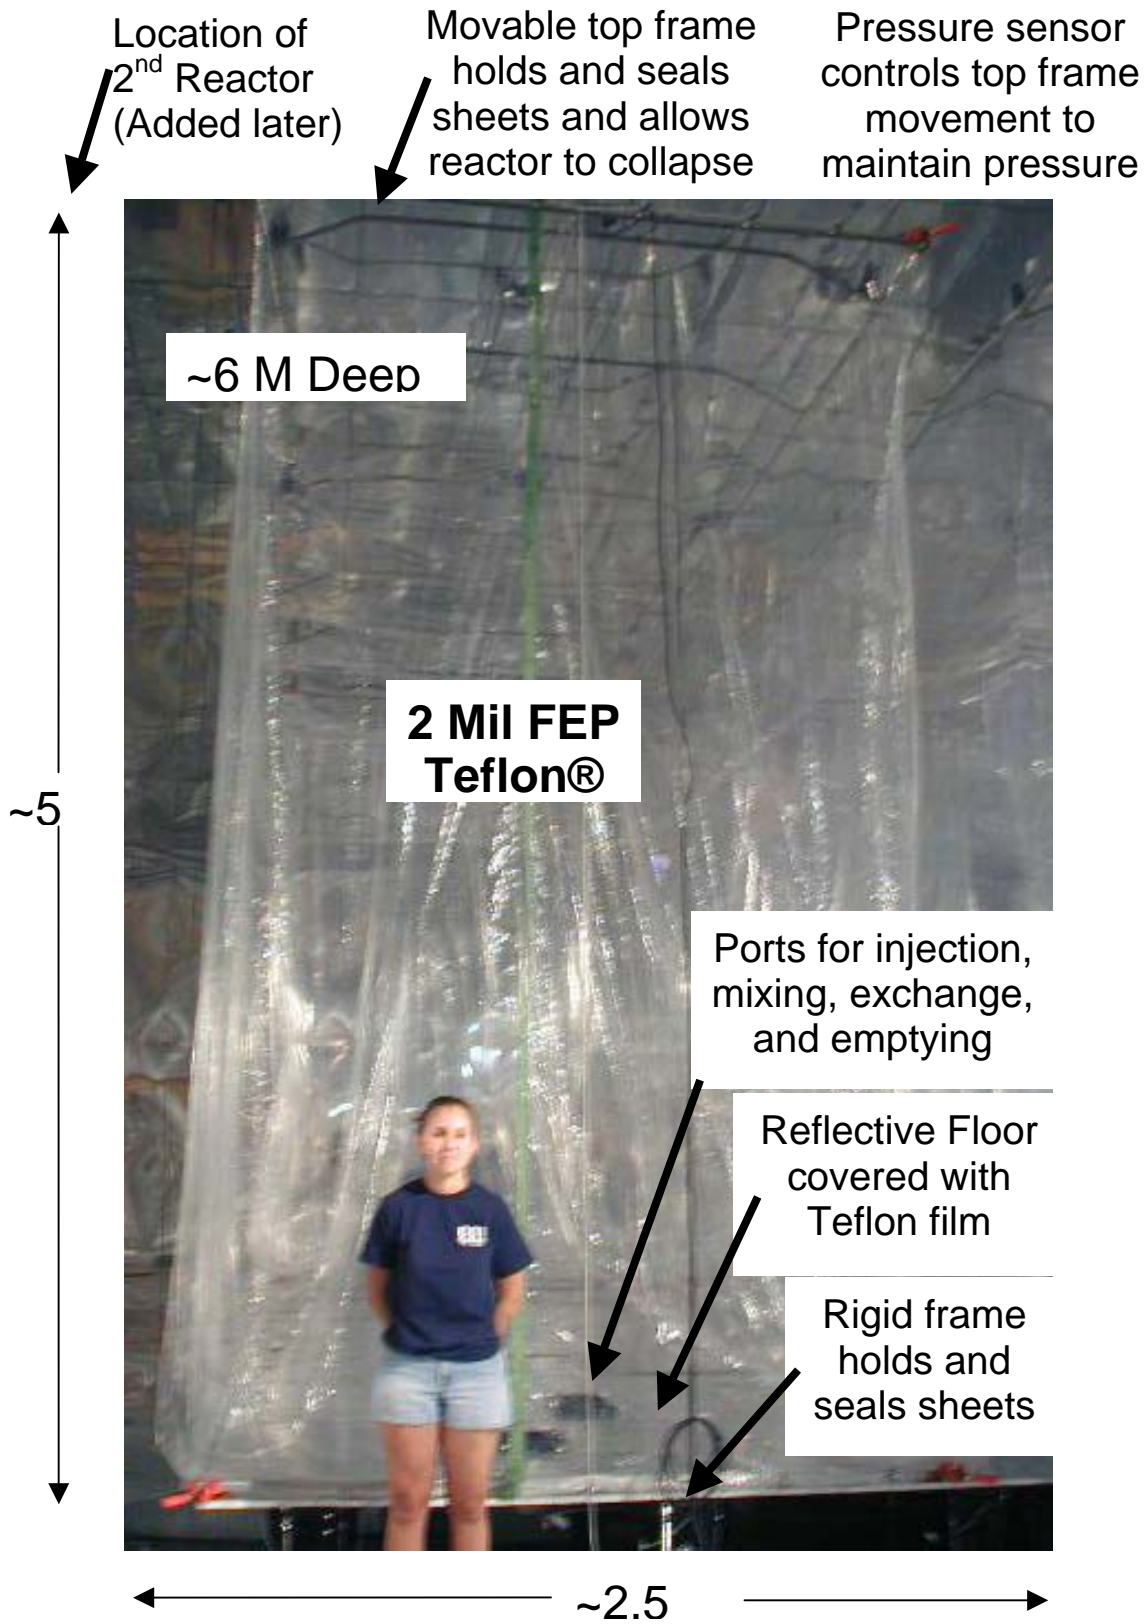 Location of
2nd Reactor
(Added later)
Movable top frame
holds and seals
sheets and allows
reactor to collapse
Pressure sensor
controls top frame
movement to
maintain pressure
~6 M Deep
2 Mil FEP
Teflon®
~5
Ports for injection,
mixing, exchange,
and emptying
Reflective Floor
covered with
Teflon film
Rigid frame
holds and
seals sheets
~2.5